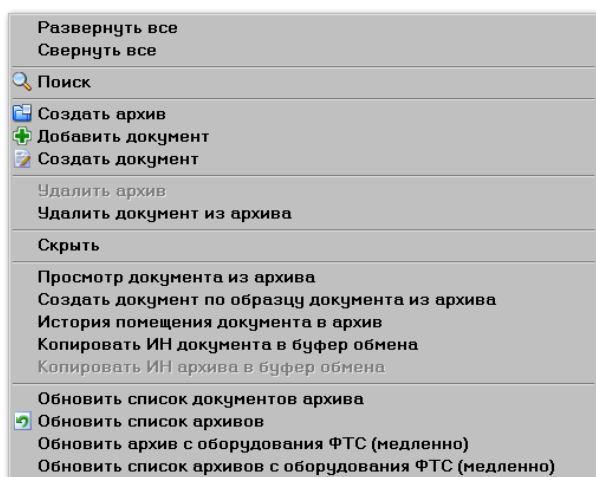 Развернуть все
Свернуть все
Поиск
Создать архив
Добавить документ
Создать документ
Удалить архив
Удалить документ из архива
Скрыть
Просмотр документа из архива
Создать документ по образцу документа из архива
История помещения документа в архив
Копировать ИН документа в буфер обмена
Копировать ИН архива в буфер обмена
Обновить список документов архива
Обновить список архивов
Обновить архив с оборудования ФТС (медленно)
Обновить список архивов с оборудования ФТС (медленно)